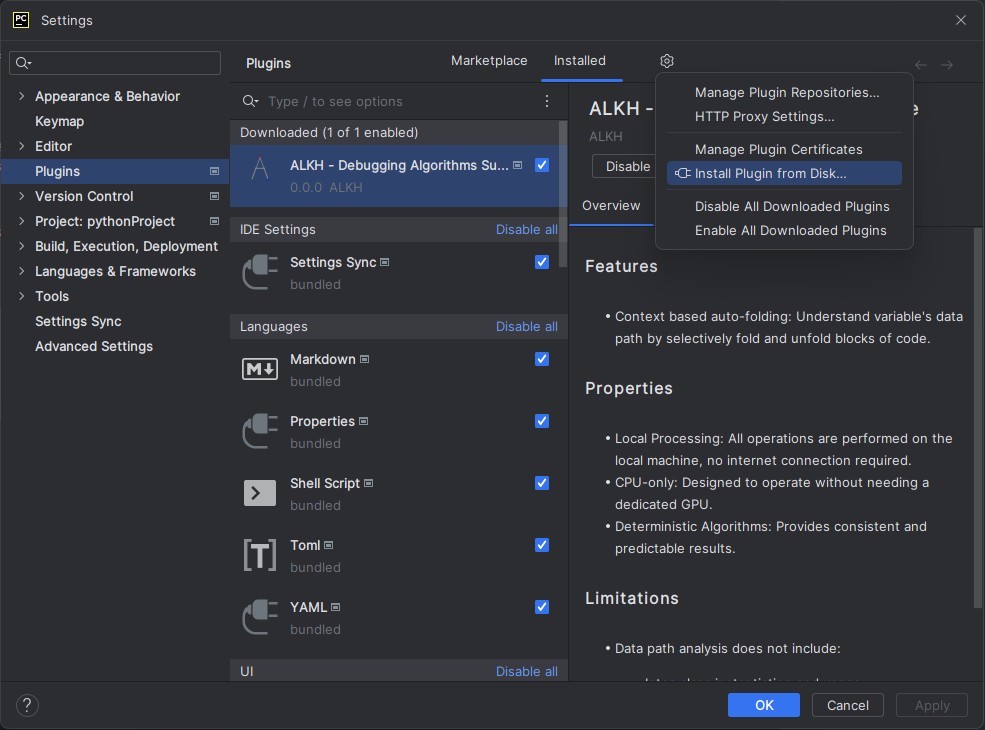 PC
Settings
Appearance & Behavior
Keymap
Editor
Plugins
Version Control
Project: pythonProject
Build, Execution, Deployment
Languages & Frameworks
Tools
Settings Sync
Advanced Settings
Plugins
Marketplace
Installed
Type / to see options
Downloaded (1 of 1 enabled)
ALKH - Debugging Algorithms Su...
0.0.0 ALKH
IDE Settings
Disable all
Settings Sync
bundled
Languages
Disable all
Markdown
bundled
Properties
bundled
Shell Script
bundled
Toml
bundled
YAML
bundled
UI
Disable all
Manage Plugin Repositories...
HTTP Proxy Settings...
Manage Plugin Certificates
Install Plugin from Disk...
Disable All Downloaded Plugins
Enable All Downloaded Plugins
ALKH -
ALKH
Disable
Overview
Features
• Context based auto-folding: Understand variable's data
path by selectively fold and unfold blocks of code.
Properties
• Local Processing: All operations are performed on the
local machine, no internet connection required.
• CPU-only: Designed to operate without needing a
dedicated GPU.
• Deterministic Algorithms: Provides consistent and
predictable results.
Limitations
• Data path analysis does not include:
?
OK
Cancel
Apply